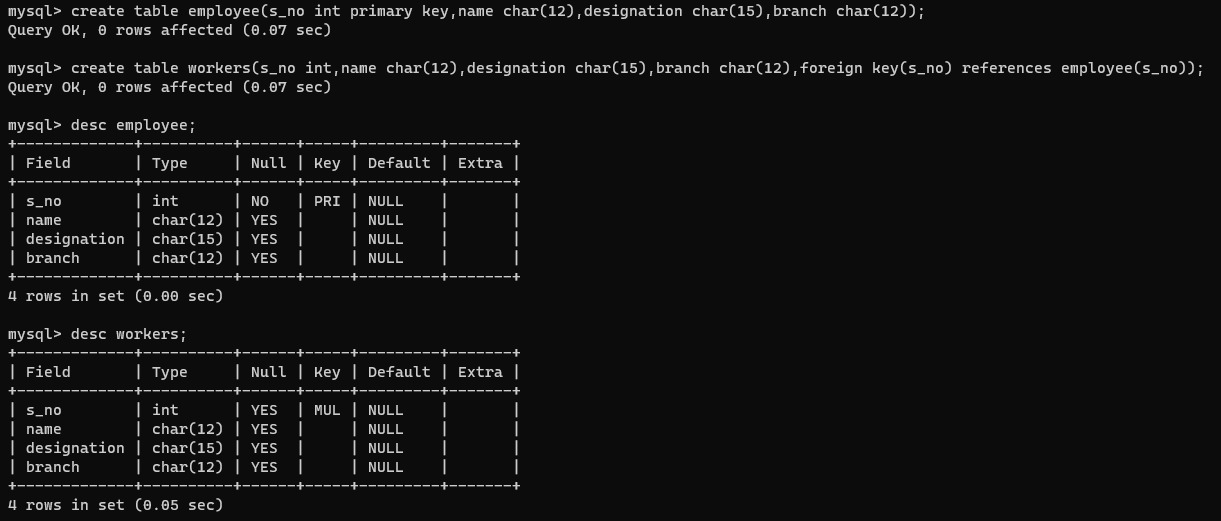 mysql> create table employee(s_no int primary key,name char(12),designation char(15),branch char(12));
Query OK, 0 rows affected (0.07 sec)
mysql> create table workers(s_no int,name char(12),designation char(15),branch char(12),foreign key(s_no) references employee(s_no));
Query OK, 0 rows affected (0.07 sec)
mysql> desc employee;
+-------------+----------+------+-----+---------+-------+
| Field       | Type     | Null | Key | Default | Extra |
+-------------+----------+------+-----+---------+-------+
| s_no        | int      | NO   | PRI | NULL    |       |
| name        | char(12) | YES  |     | NULL    |       |
| designation | char(15) | YES  |     | NULL    |       |
| branch      | char(12) | YES  |     | NULL    |       |
+-------------+----------+------+-----+---------+-------+
4 rows in set (0.00 sec)
mysql> desc workers;
+-------------+----------+------+-----+---------+-------+
| Field       | Type     | Null | Key | Default | Extra |
+-------------+----------+------+-----+---------+-------+
| s_no        | int      | YES  | MUL | NULL    |       |
| name        | char(12) | YES  |     | NULL    |       |
| designation | char(15) | YES  |     | NULL    |       |
| branch      | char(12) | YES  |     | NULL    |       |
+-------------+----------+------+-----+---------+-------+
4 rows in set (0.05 sec)